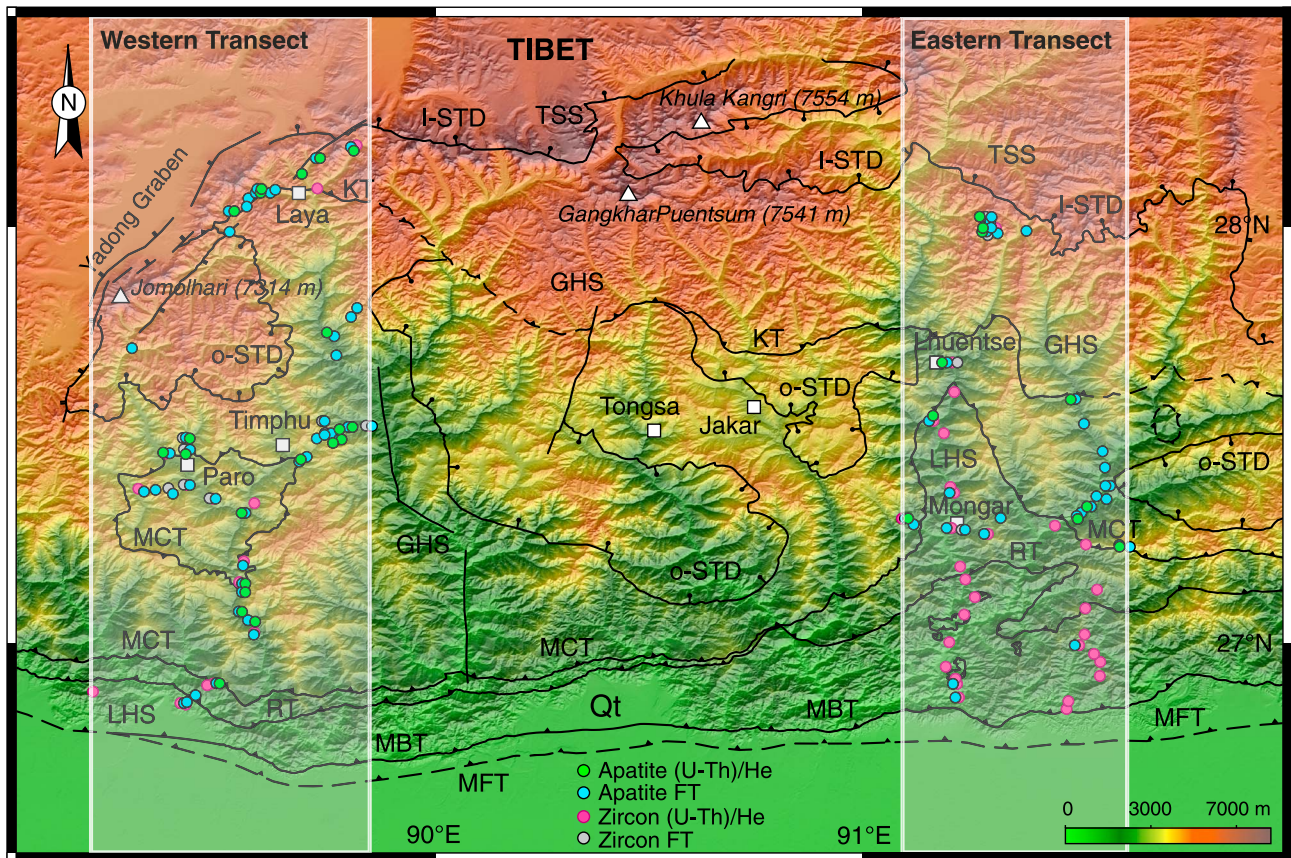 Western Transect
TIBET
Eastern Transect
N
Khula Kangri (7554 m)
I-STD
TSS
I-STD
TSS
KT
Laya
I-STD
28°N
GangkharPuentsum (7541 m)
Yadong Graben
GHS
Jomolhari (7314 m)
o-STD
KT
Lhuentse
GHS
o-STD
Timphu
Tongsa
Jakar
LHS
o-STD
Paro
Mongar
MCT
MCT
GHS
RT
o-STD
MCT
MCT
27°N
LHS
RT
Qt
MBT
MBT
MFT
MFT
Apatite (U-Th)/He
Apatite FT
Zircon (U-Th)/He
Zircon FT
90°E
91°E
0 3000 7000 m